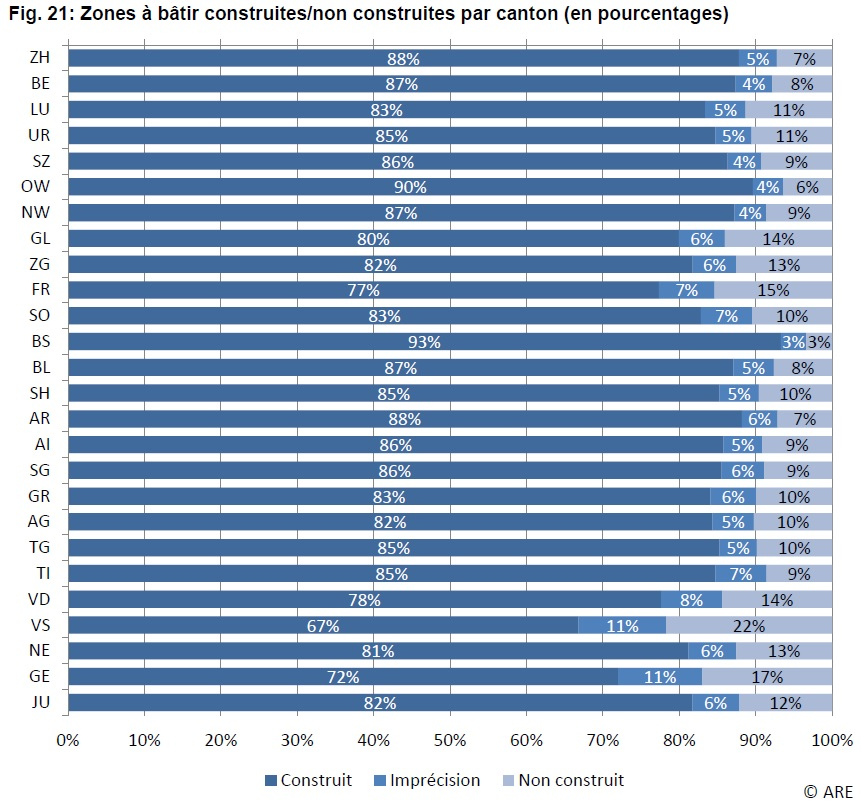 Fig. 21: Zones à bâtir construites/non construites par canton (en pourcentages)
ZH 88% 5% 7%
BE 87% 4% 8%
LU 83% 5% 11%
UR 85% 5% 11%
SZ 86% 4% 9%
OW 90% 4% 6%
NW 87% 4% 9%
GL 80% 6% 14%
ZG 82% 6% 13%
FR 77% 7% 15%
SO 83% 7% 10%
BS 93% 3% 3%
BL 87% 5% 8%
SH 85% 5% 10%
AR 88% 6% 7%
AI 86% 5% 9%
SG 86% 6% 9%
GR 83% 6% 10%
AG 82% 5% 10%
TG 85% 5% 10%
TI 85% 7% 9%
VD 78% 8% 14%
VS 67% 11% 22%
NE 81% 6% 13%
GE 72% 11% 17%
JU 82% 6% 12%
0% 10% 20% 30% 40% 50% 60% 70% 80% 90% 100%
Construit Imprécision Non construit
© ARE